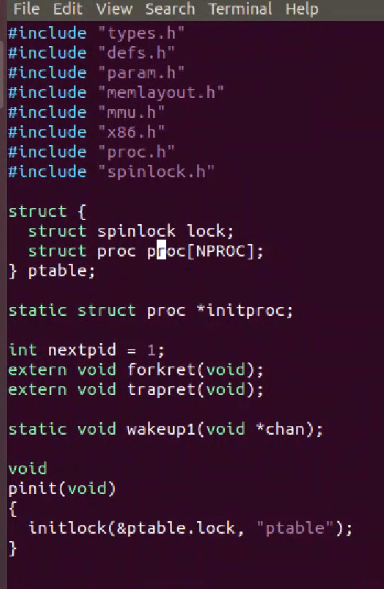 File Edit View Search Terminal Help
#include "types.h"
#include "defs.h"
#include "param.h"
#include "memlayout.h"
#include "mmu.h"
#include "x86.h"
#include "proc.h"
#include "spinlock.h"

struct {
  struct spinlock lock;
  struct proc proc[NPROC];
} ptable;

static struct proc *initproc;

int nextpid = 1;
extern void forkret(void);
extern void trapret(void);

static void wakeup1(void *chan);

void
pinit(void)
{
  initlock(&ptable.lock, "ptable");
}